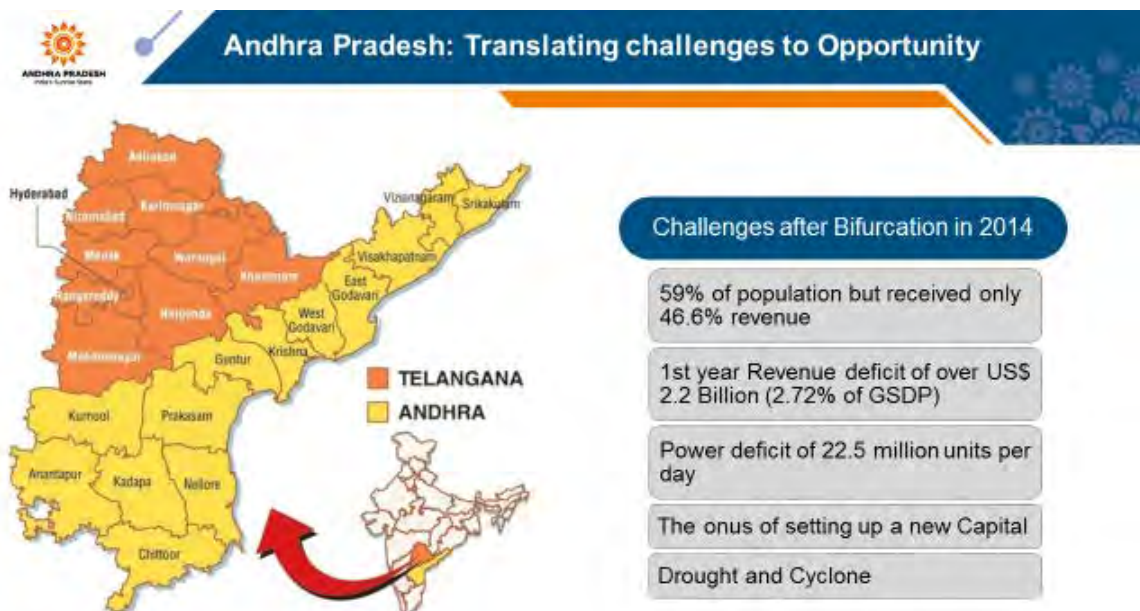 Andhra Pradesh: Translating challenges to Opportunity
ANDHRA PRADESH
India's Sunrise State
Adilabad
Hyderabad
Nizamabad
Karimnagar
Medak
Warangal
Rangareddy
Khammam
Nalgonda
Mahabubnagar
Vizianagaram
Srikakulam
Visakhapatnam
East
Godavari
West
Godavari
Krishna
Guntur
Kurnool
Prakasam
Anantapur
Kadapa
Nellore
Chittoor
TELANGANA
ANDHRA
Challenges after Bifurcation in 2014
59% of population but received only
46.6% revenue
1st year Revenue deficit of over US$
2.2 Billion (2.72% of GSDP)
Power deficit of 22.5 million units per
day
The onus of setting up a new Capital
Drought and Cyclone